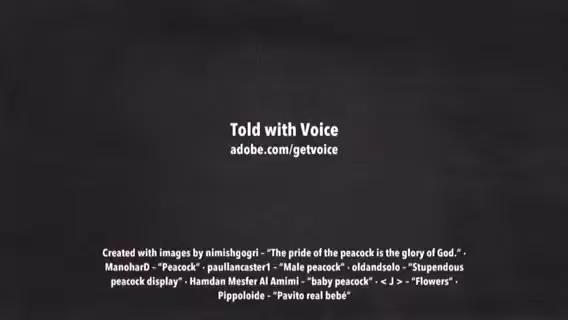 Told with Voice
adobe.com/getvoice
Created with images by nimishgogri - "The pride of the peacock is the glory of God." ·
ManoharD - "Peacock" · paullancaster1 - "Male peacock" · oldandsolo - "Stupendous
peacock display" · Hamdan Mesfer Al Amimi - "baby peacock" · < J > - "Flowers" ·
Pippoloide - "Pavito real bebé"